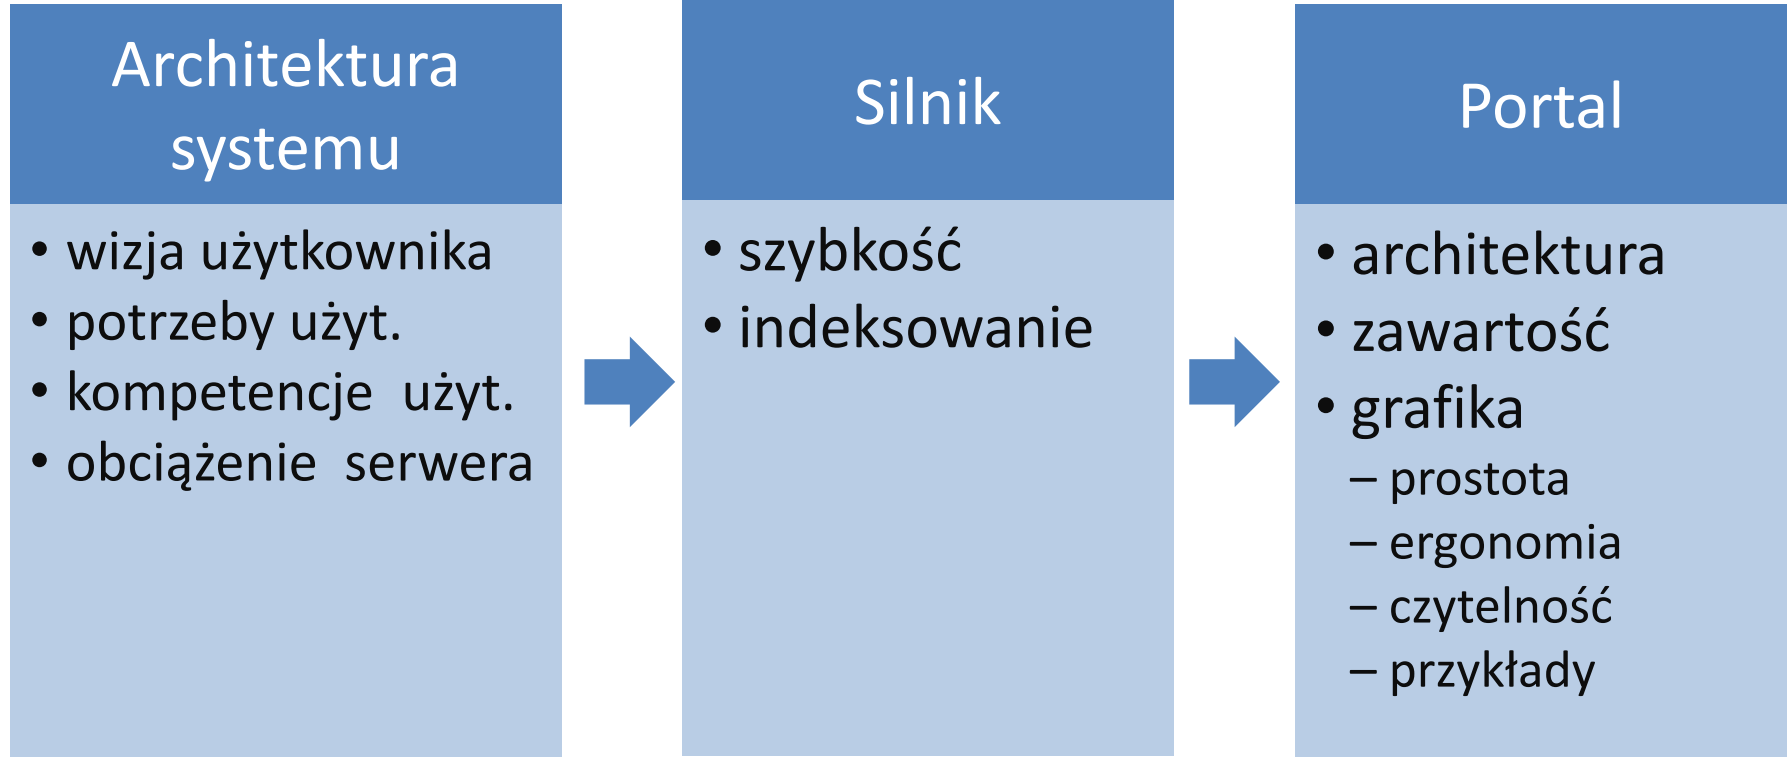 Architektura
systemu
• wizja użytkownika
• potrzeby użyt.
• kompetencje użyt.
• obciążenie serwera
Silnik
• szybkość
• indeksowanie
Portal
• architektura
• zawartość
• grafika
– prostota
– ergonomia
– czytelność
– przykłady